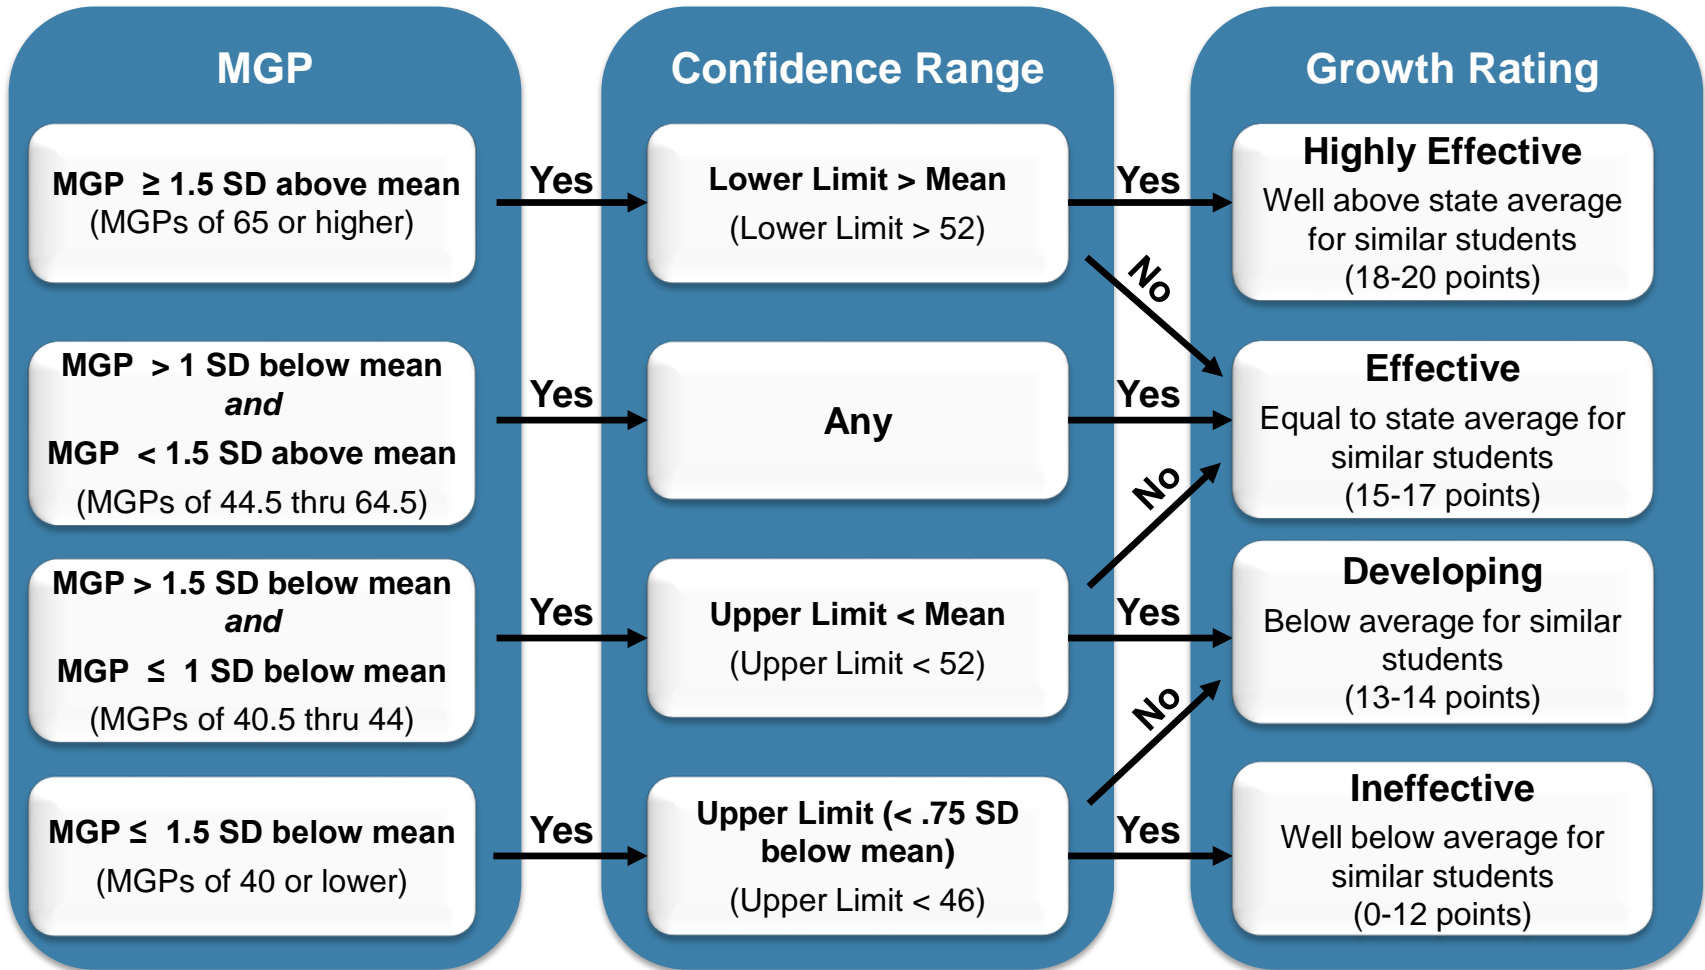 MGP
MGP ≥ 1.5 SD above mean
(MGPs of 65 or higher)
MGP > 1 SD below mean
and
MGP < 1.5 SD above mean
(MGPs of 44.5 thru 64.5)
MGP > 1.5 SD below mean
and
MGP ≤ 1 SD below mean
(MGPs of 40.5 thru 44)
MGP ≤ 1.5 SD below mean
(MGPs of 40 or lower)
Yes
Yes
Yes
Yes
Confidence Range
Lower Limit > Mean
(Lower Limit > 52)
Any
Upper Limit < Mean
(Upper Limit < 52)
Upper Limit (< .75 SD
below mean)
(Upper Limit < 46)
Yes
No
Yes
No
Yes
No
Yes
Growth Rating
Highly Effective
Well above state average
for similar students
(18-20 points)
Effective
Equal to state average for
similar students
(15-17 points)
Developing
Below average for similar
students
(13-14 points)
Ineffective
Well below average for
similar students
(0-12 points)